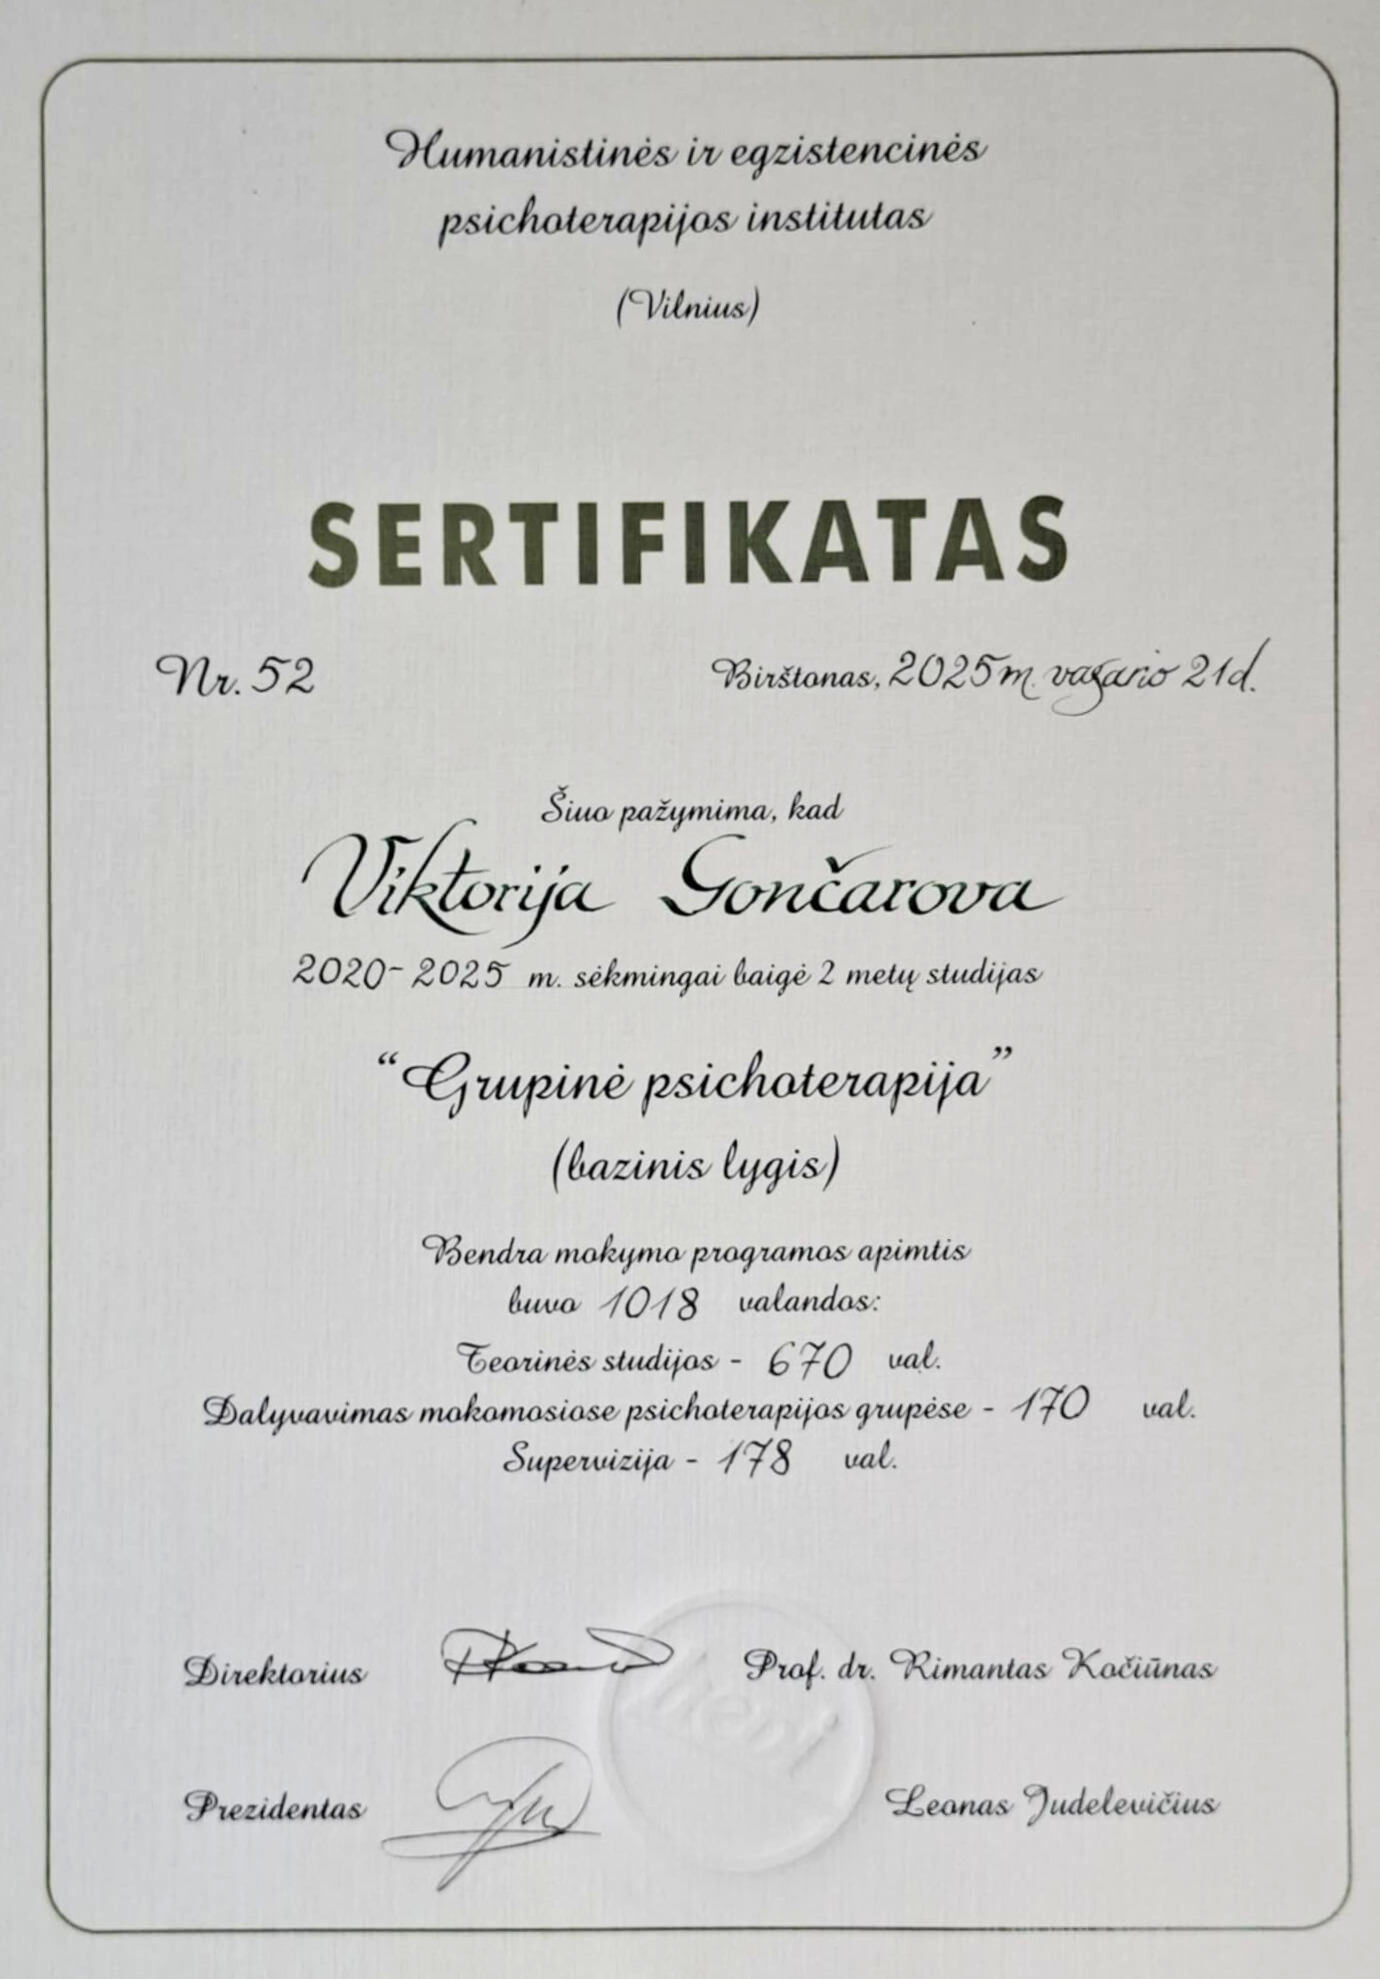 Humanistinės ir egzistencinės
psichoterapijos institutas
(Vilnius)
SERTIFIKATAS
Nr. 52
Birštonas, 2025 m. vasario 21 d.
Šiuo pažymima, kad
Viktorija Gončarova
2020-2025 m. sėkmingai baigė 2 metų studijas
“Grupinė psichoterapija”
(bazinis lygis)
Bendra mokymo programos apimtis
buvo 1018 valandos:
Teorinės studijos - 670 val.
Dalyvavimas mokomosiose psichoterapijos grupėse - 170 val.
Supervizija - 178 val.
Direktorius Prof. dr. Rimantas Kočiūnas
hepi
Prezidentas Leonas Judelevičius